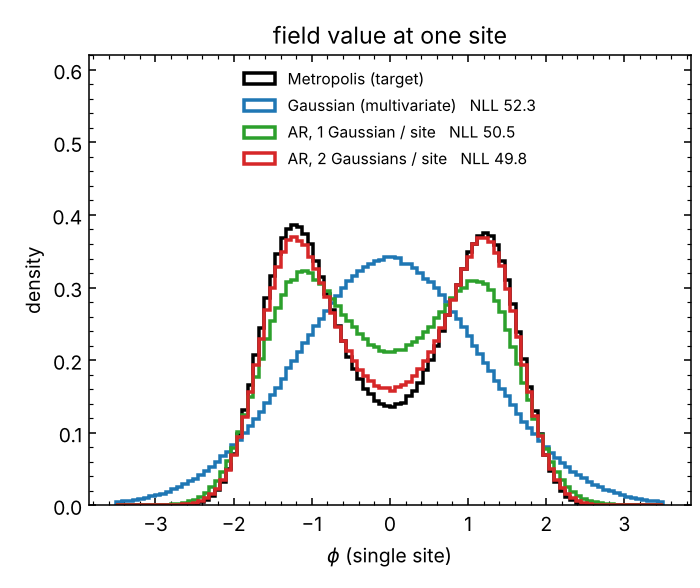 field value at one site
0.6
0.5
0.4
0.3
0.2
0.1
0.0
density
Metropolis (target)
Gaussian (multivariate) NLL 52.3
AR, 1 Gaussian / site NLL 50.5
AR, 2 Gaussians / site NLL 49.8
−3 −2 −1 0 1 2 3
ϕ (single site)